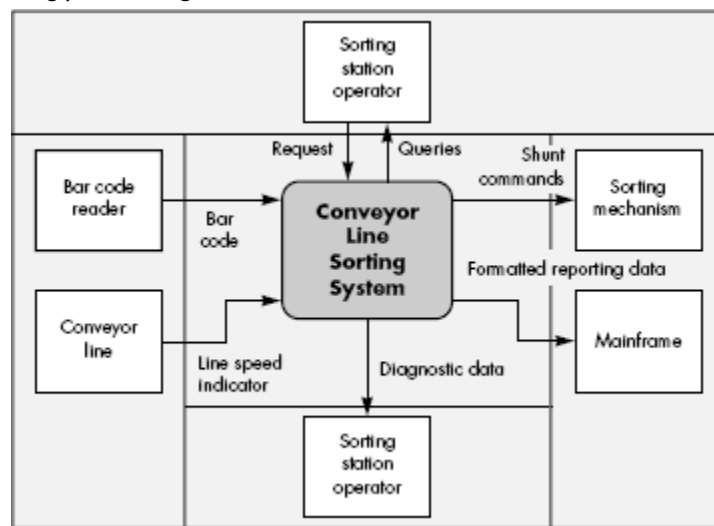 Sorting
station
operator
Request
Queries
Shunt
commands
Bar code
reader
Bar
code
Conveyor
Line
Sorting
System
Sorting
mechanism
Formatted reporting data
Conveyor
line
Mainframe
Line speed
indicator
Diagnostic data
Sorting
station
operator